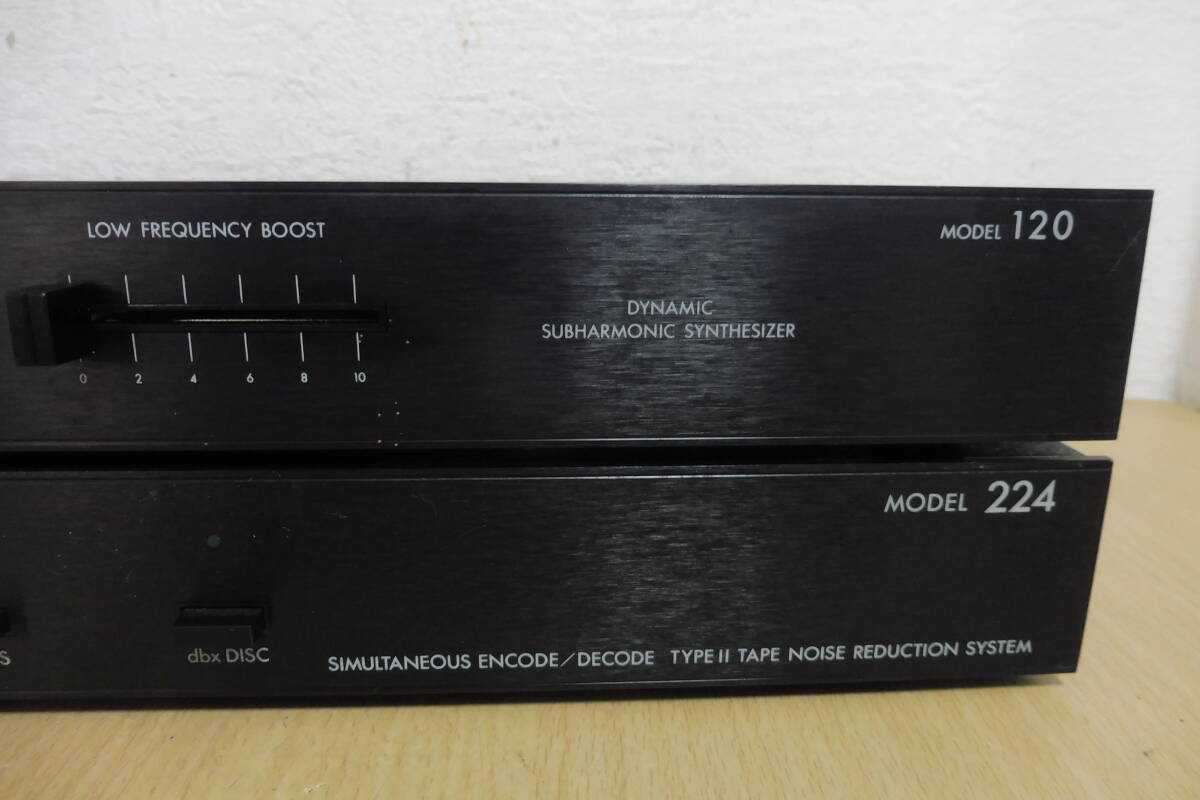 LOW FREQUENCY BOOST
MODEL 120
DYNAMIC
SUBHARMONIC SYNTHESIZER
0 2 4 6 8 10
MODEL 224
S
dbx DISC
SIMULTANEOUS ENCODE/DECODE TYPE II TAPE NOISE REDUCTION SYSTEM